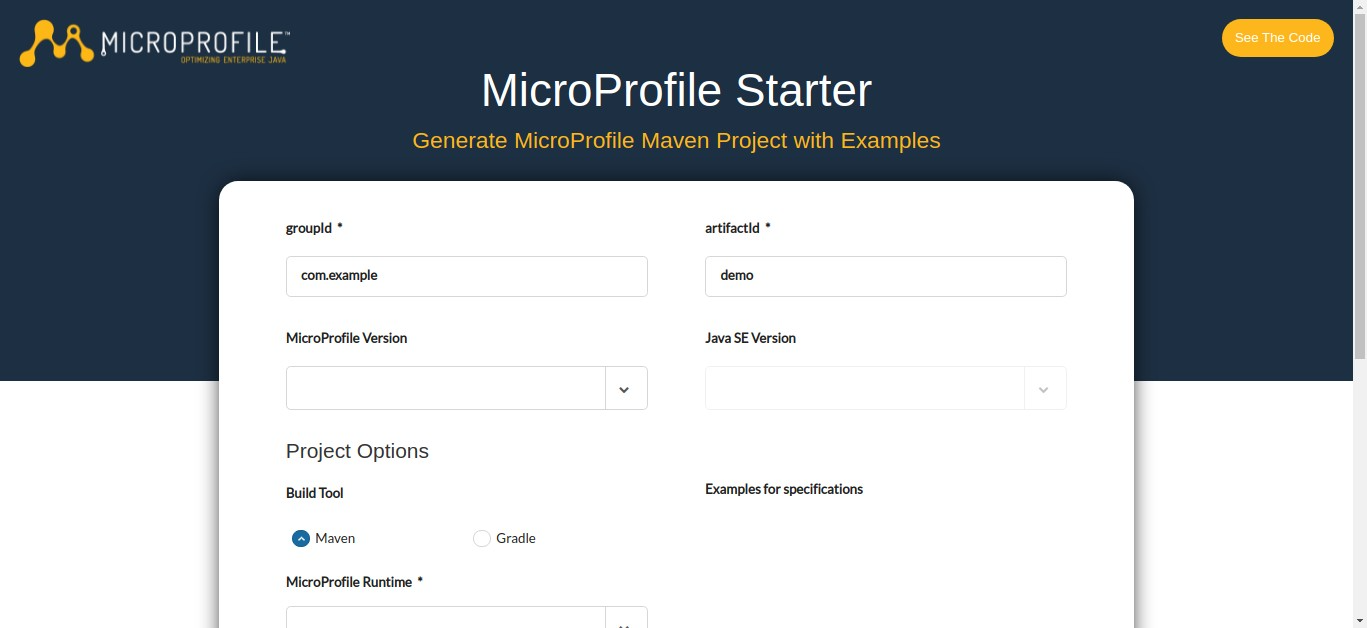 MICROPROFILE™
OPTIMIZING ENTERPRISE JAVA
See The Code
MicroProfile Starter
Generate MicroProfile Maven Project with Examples
groupId *
artifactId *
com.example
demo
MicroProfile Version
Java SE Version
Project Options
Build Tool
Examples for specifications
Maven
Gradle
MicroProfile Runtime *